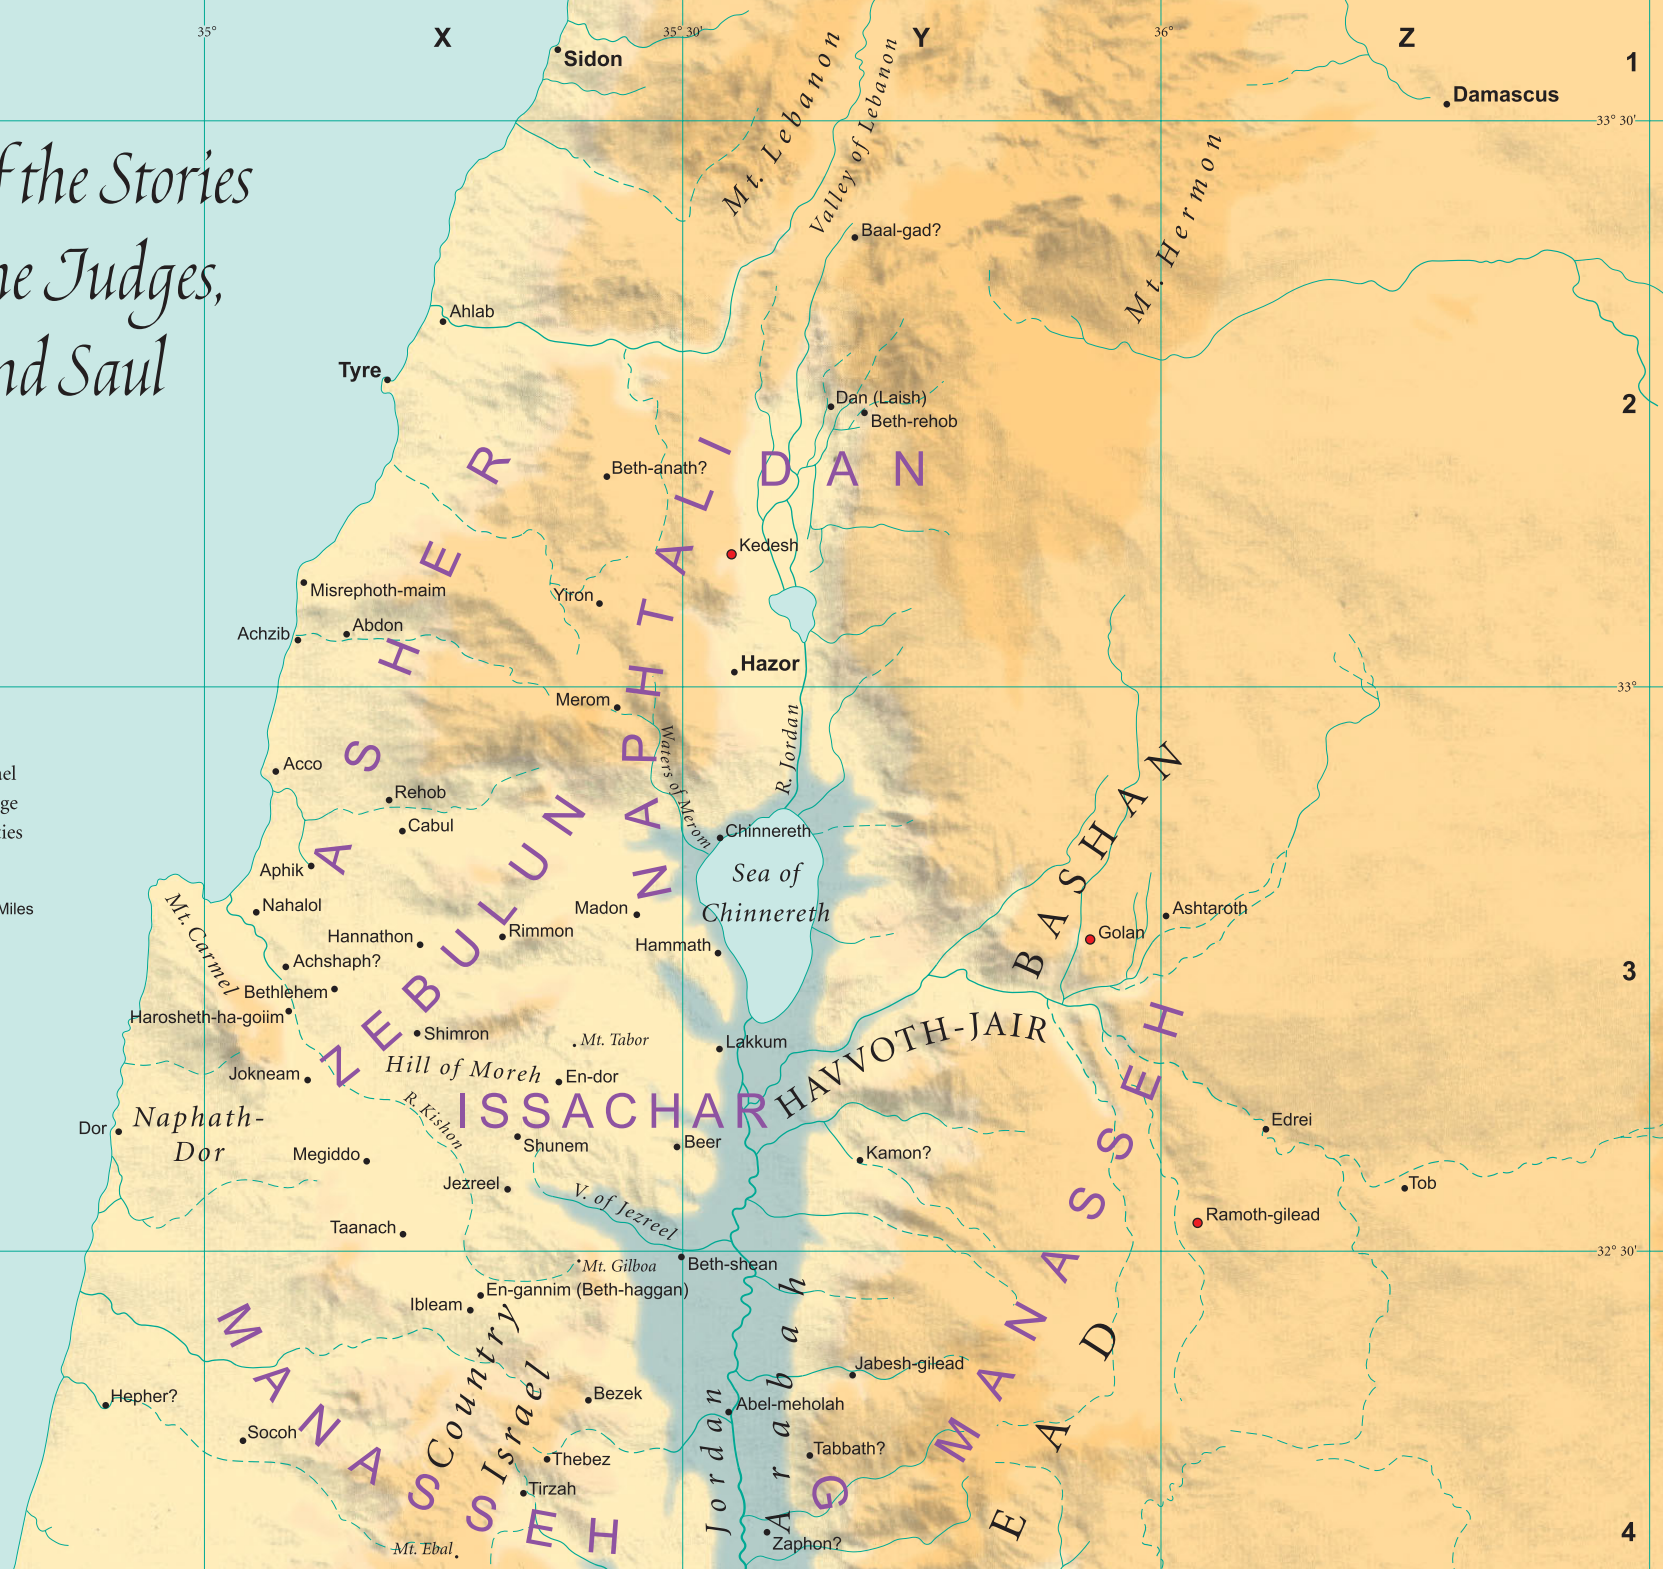 35°
X
35° 30'
Y
36°
Z
1
Sidon
Damascus
33° 30'
Mt. Lebanon
Valley of Lebanon
Mt. Hermon
f the Stories
ne Judges,
nd Saul
Baal-gad?
Ahlab
Tyre
2
Dan (Laish)
Beth-rehob
DAN
Beth-anath?
ASHER
NAPHTALI
Kedesh
Misrephoth-maim
Yiron
Achzib
Abdon
Hazor
33°
Merom
Waters of Merom
R. Jordan
Acco
el
ge
ies
Rehob
Cabul
Chinnereth
Sea of
Chinnereth
Aphik
Miles
Nahalol
Mt. Carmel
ZEBULUN
Madon
Hannathon
Rimmon
Hammath
BASHAN
Ashtaroth
Golan
3
Achshaph?
Bethlehem
Harosheth-ha-goiim
Shimron
Mt. Tabor
Lakkum
HAVVOTH-JAIR
Hill of Moreh
Jokneam
En-dor
R. Kishon
ISSACHAR
Naphath-
Dor
Dor
Shunem
Beer
Kamon?
Edrei
Megiddo
Jezreel
V. of Jezreel
Tob
Ramoth-gilead
Taanach
32° 30'
Mt. Gilboa
Beth-shean
En-gannim (Beth-haggan)
Ibleam
MANASSEH
MANASSEH
Country
Israel
Jordan
Arabah
Jabesh-gilead
Hepher?
Bezek
Abel-meholah
Socoh
Tabbath?
Thebez
Tirzah
G
EAD
Zaphon?
Mt. Ebal
4